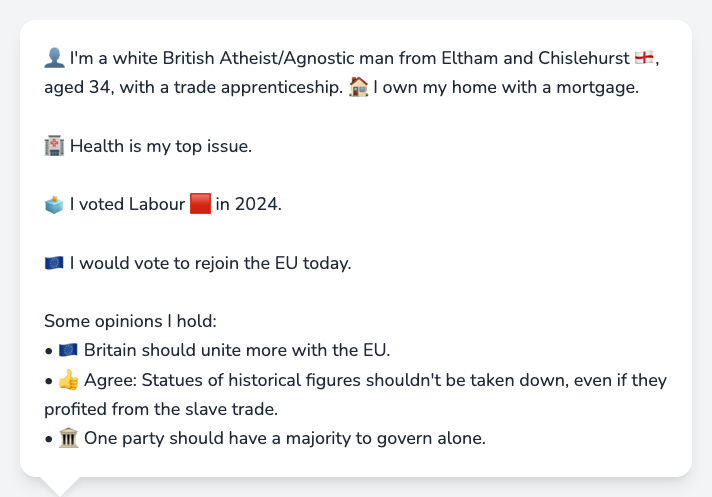 👤 I'm a white British Atheist/Agnostic man from Eltham and Chislehurst 🏴󠁧󠁢󠁥󠁮󠁧󠁿,
aged 34, with a trade apprenticeship. 🏠 I own my home with a mortgage.
🏥 Health is my top issue.
🗳️ I voted Labour 🟥 in 2024.
🇪🇺 I would vote to rejoin the EU today.
Some opinions I hold:
• 🇪🇺 Britain should unite more with the EU.
• 👍 Agree: Statues of historical figures shouldn't be taken down, even if they
profited from the slave trade.
• 🏛️ One party should have a majority to govern alone.